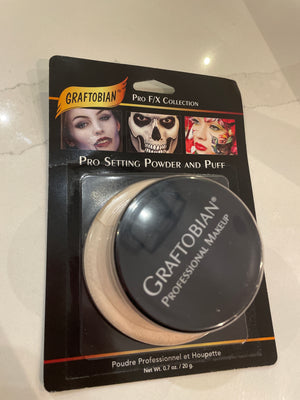 GRAFTOBIAN™
PRO F/X COLLECTION
PRO SETTING POWDER AND PUFF
GRAFTOBIAN®
PROFESSIONAL MAKEUP
Poudre Professionnel et Houpette
Net Wt. 0.7 oz. / 20 g.